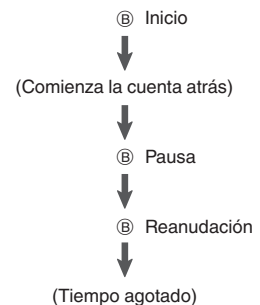 Ⓑ Inicio
(Comienza la cuenta atrás)
Ⓑ Pausa
Ⓑ Reanudación
(Tiempo agotado)